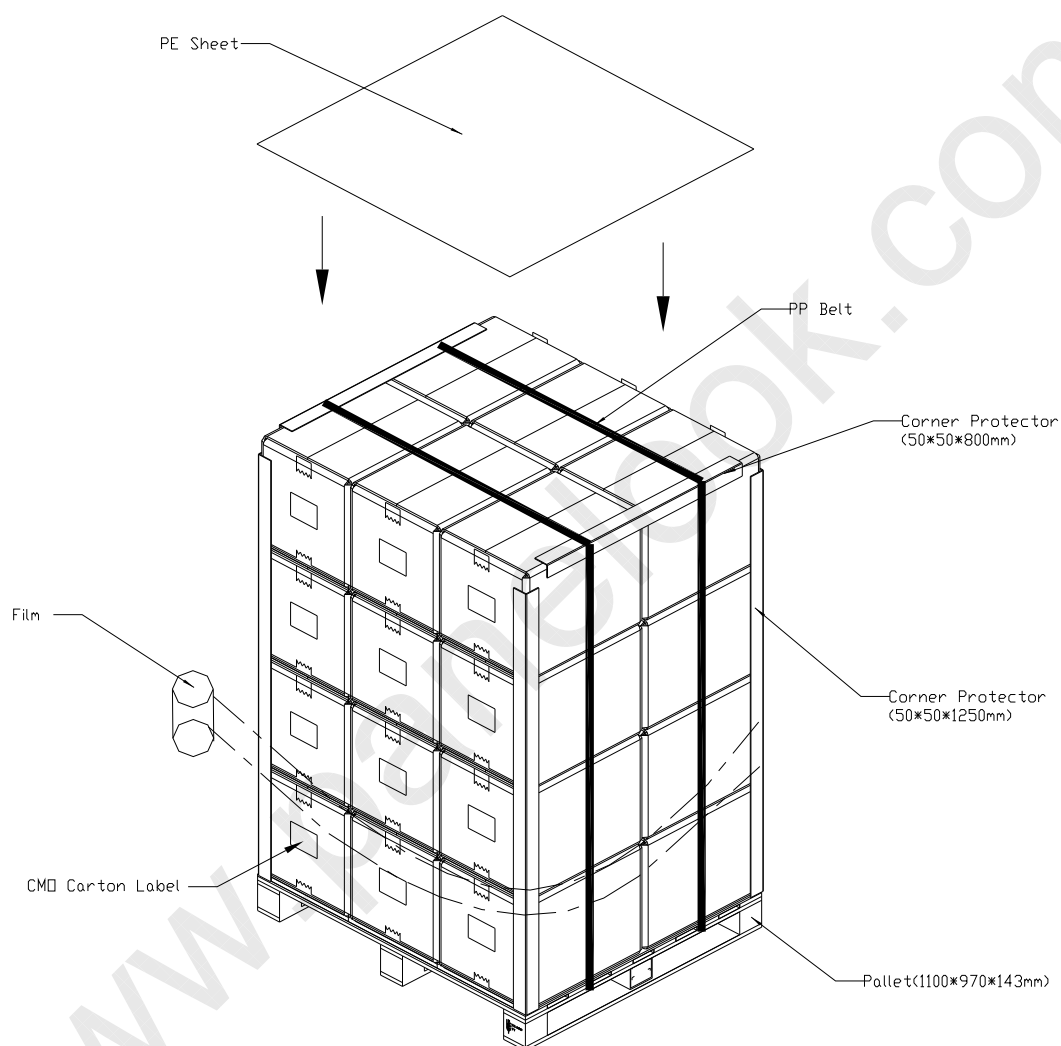 PE Sheet
PP Belt
Corner Protector
(50*50*800mm)
Film
Corner Protector
(50*50*1250mm)
CMO Carton Label
Pallet(1100*970*143mm)
www.panelook.com